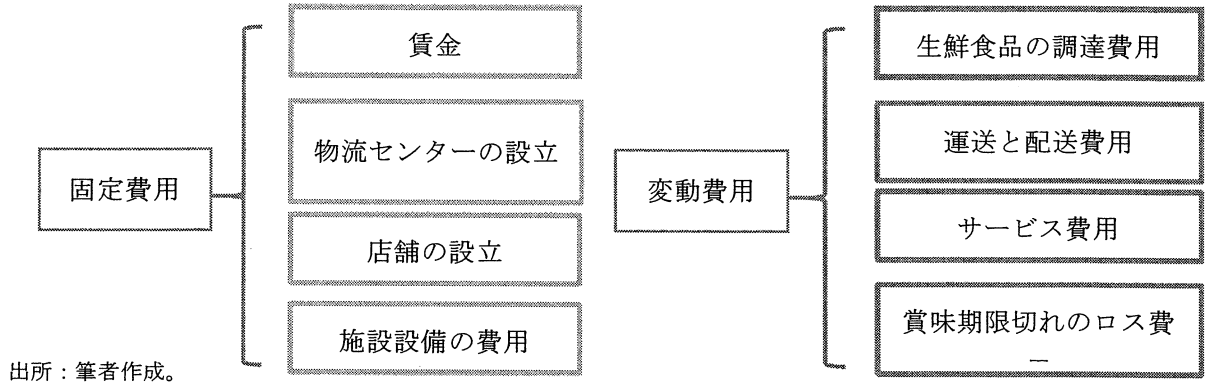 固定費用
賃金
物流センターの設立
店舗の設立
施設設備の費用
変動費用
生鮮食品の調達費用
運送と配送費用
サービス費用
賞味期限切れのロス費
出所：筆者作成。